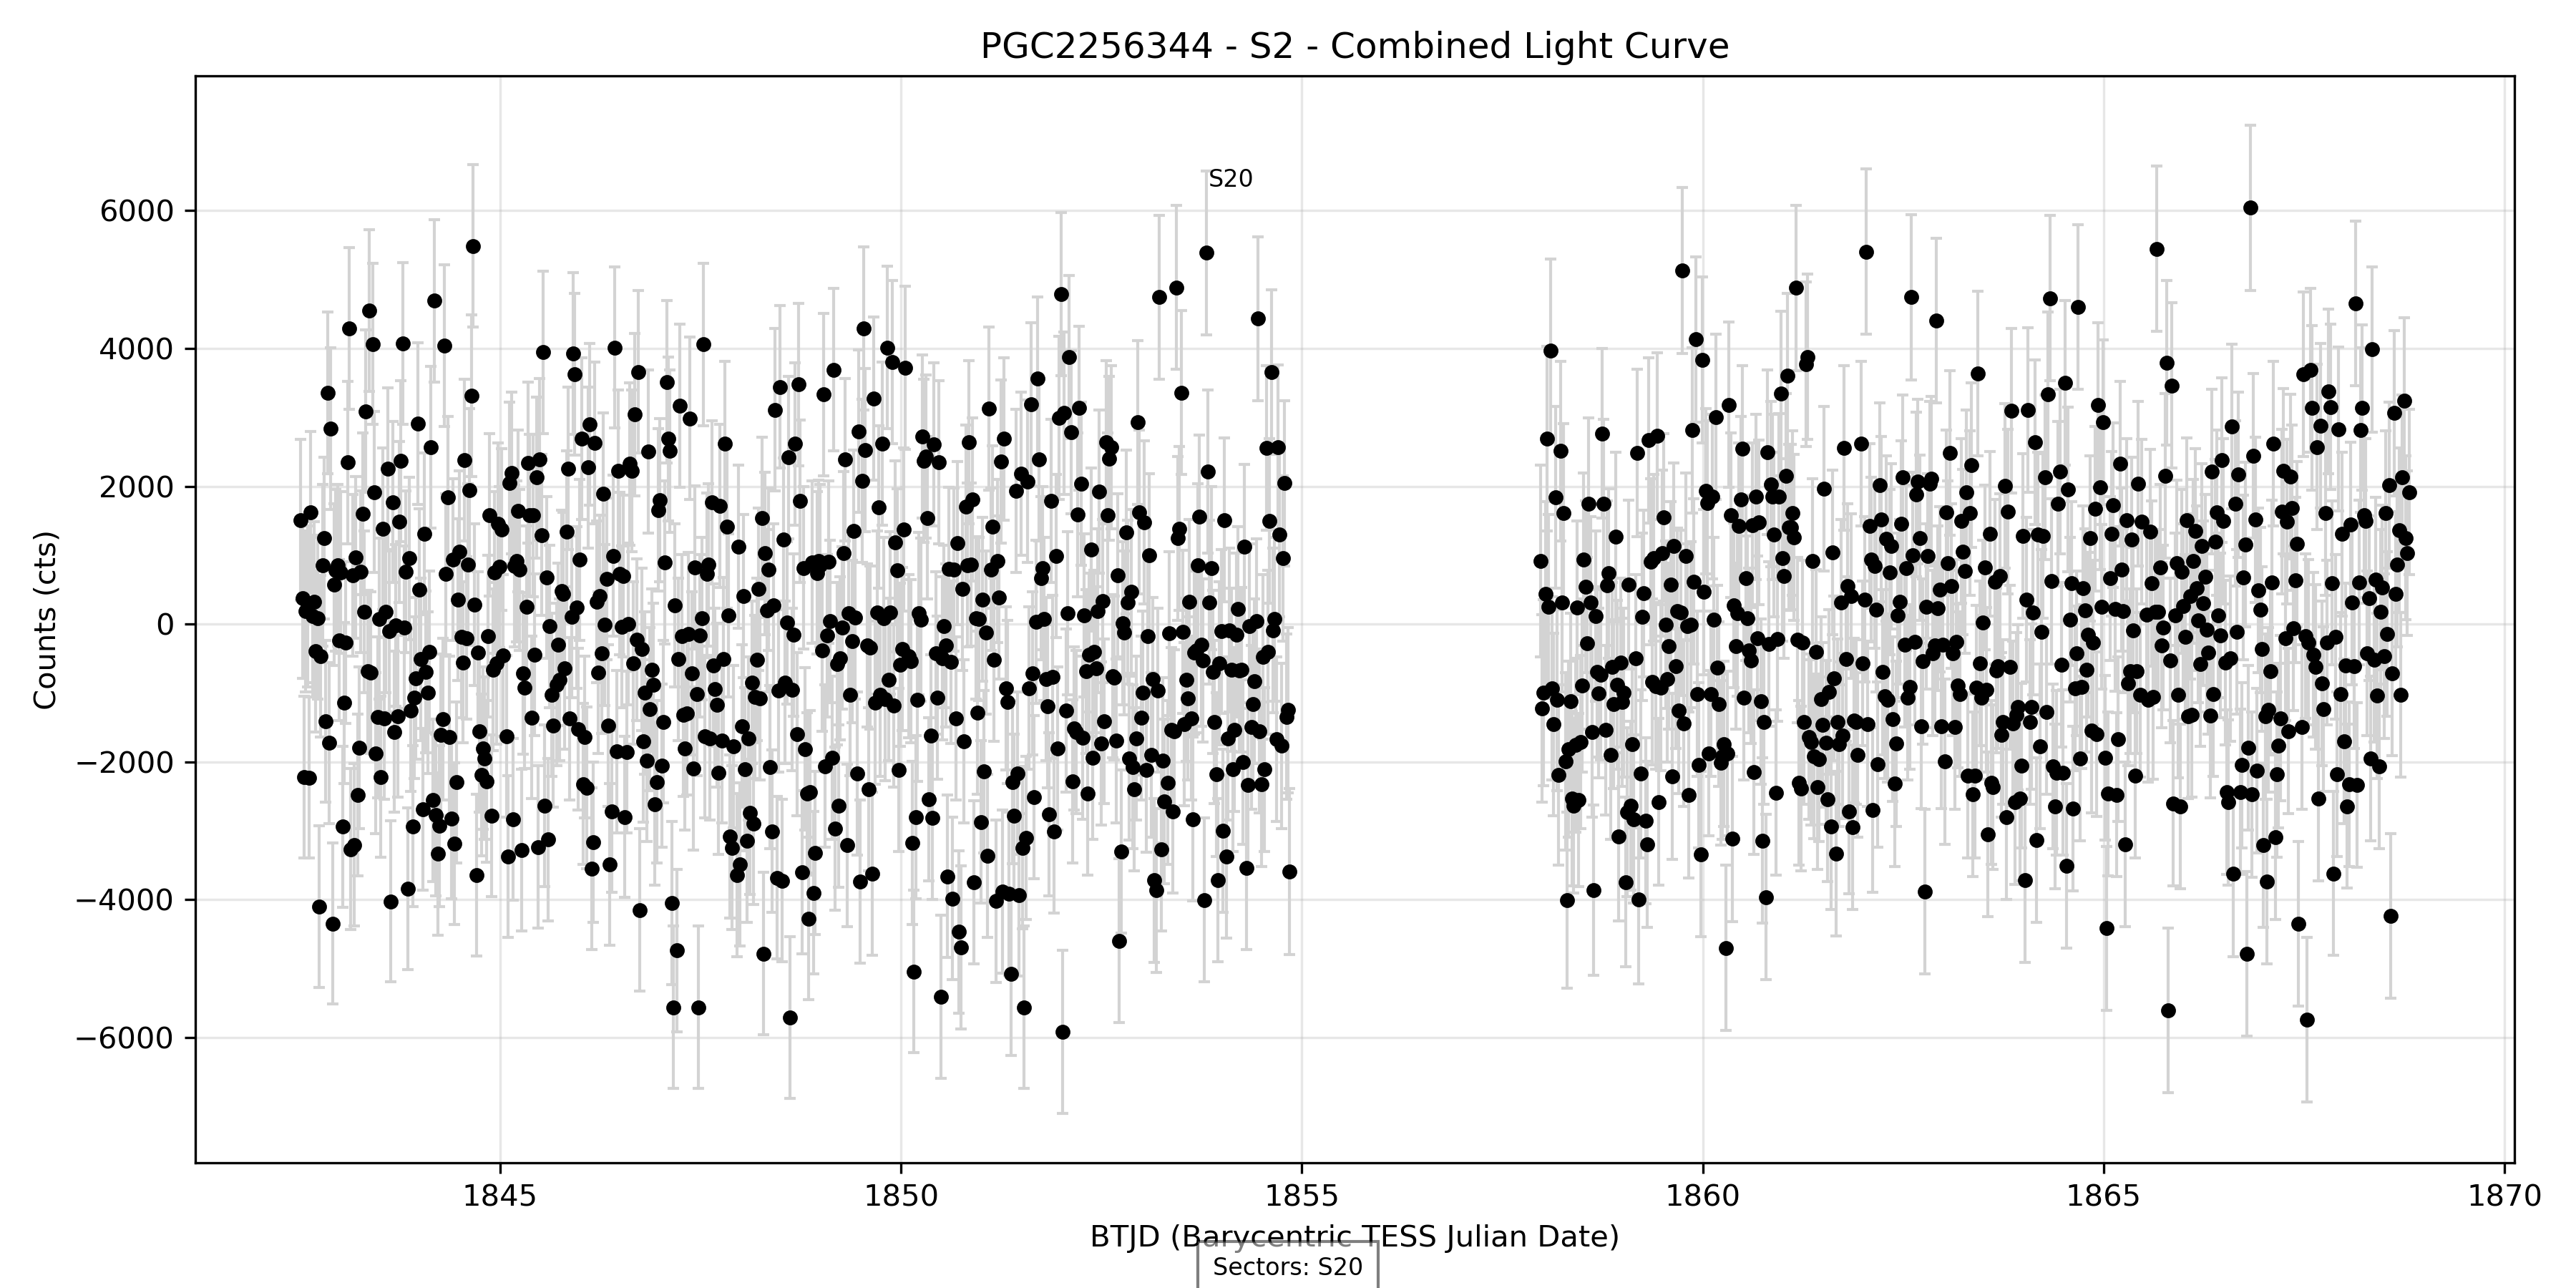 PGC2256344 - S2 - Combined Light Curve
S20
6000
4000
2000
0
−2000
−4000
−6000
Counts (cts)
1845
1850
1855
1860
1865
1870
BTJD (Barycentric TESS Julian Date)
Sectors: S20